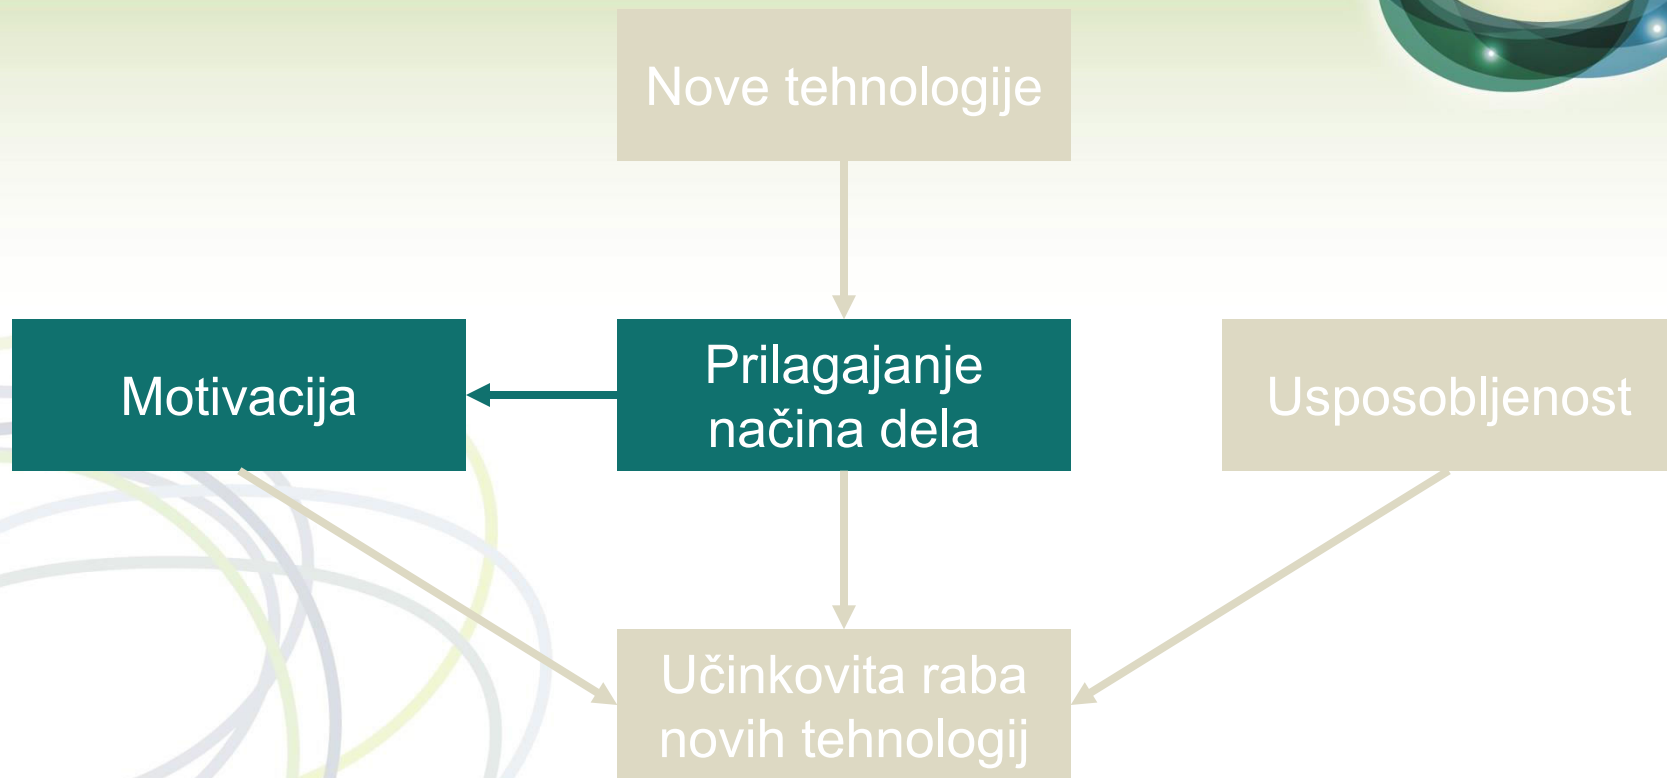 Nove tehnologije
Motivacija
Prilagajanje
načina dela
Usposobljenost
Učinkovita raba
novih tehnologij